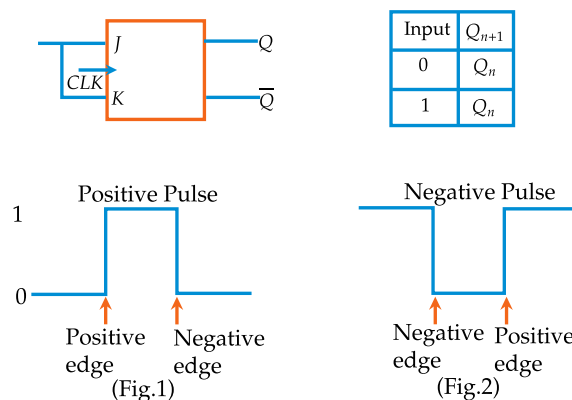 J
Q
CLK
K
Q̅
Input Qₙ₊₁
0 Qₙ
1 Qₙ
Positive Pulse
1
0
Positive edge
Negative edge
(Fig.1)
Negative Pulse
Negative edge
Positive edge
(Fig.2)